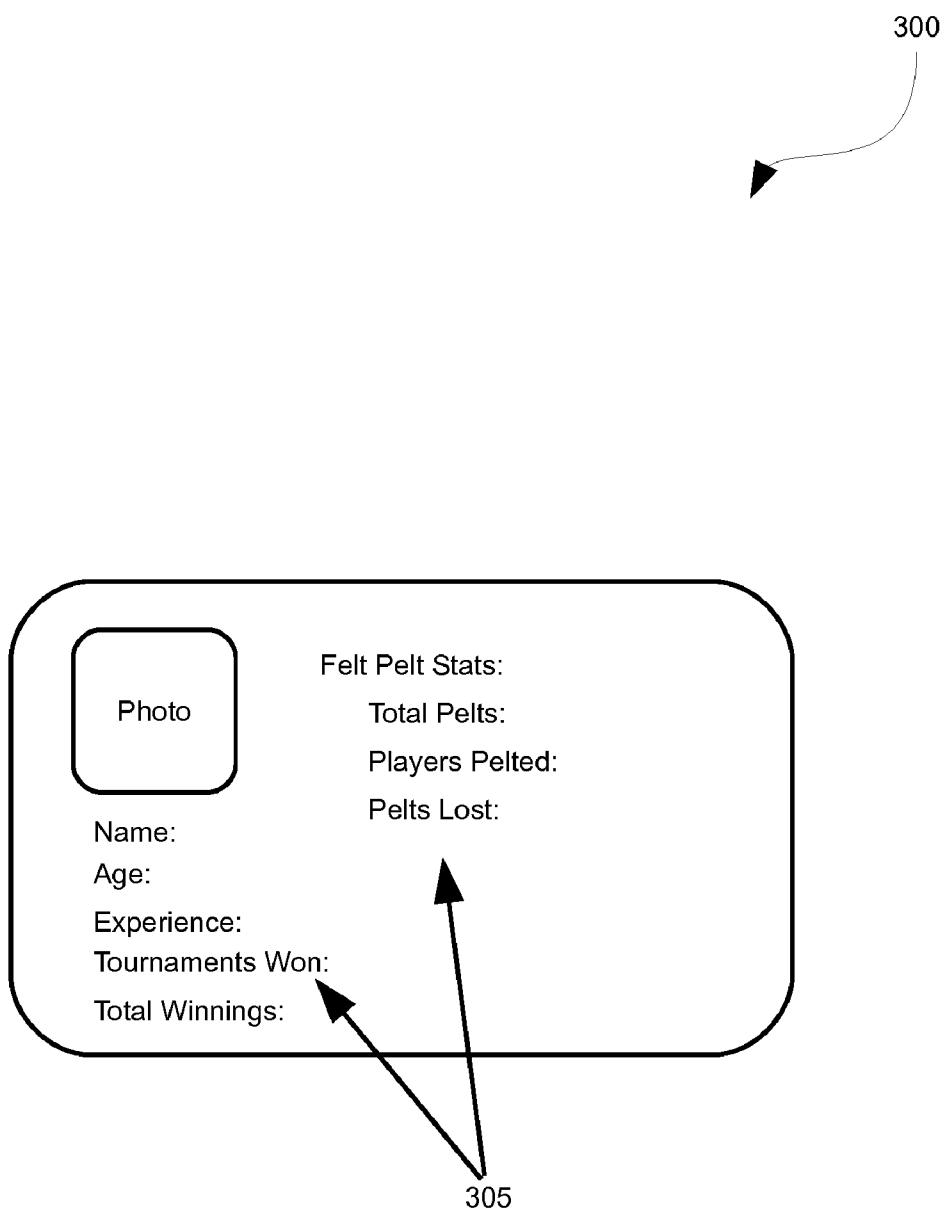 300
Photo
Name:
Age:
Experience:
Tournaments Won:
Total Winnings:
Felt Pelt Stats:
Total Pelts:
Players Pelted:
Pelts Lost:
305